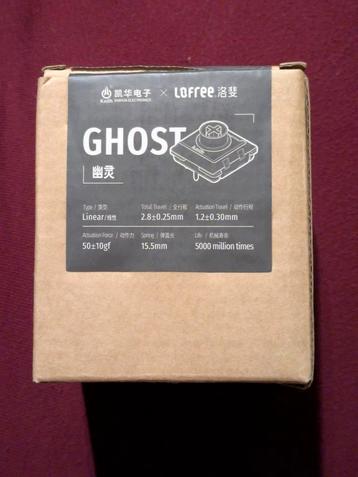 凯华电子 × LOFREE 洛斐
Kailh KAIHUA ELECTRONICS
GHOST
幽灵
Type / 类型 Total Travel / 全行程 Actuation Travel / 动作行程
Linear/线性 2.8±0.25mm 1.2±0.30mm
Actuation Force / 动作力 Spring / 弹簧长 Life / 机械寿命
50±10gf 15.5mm 5000 million times